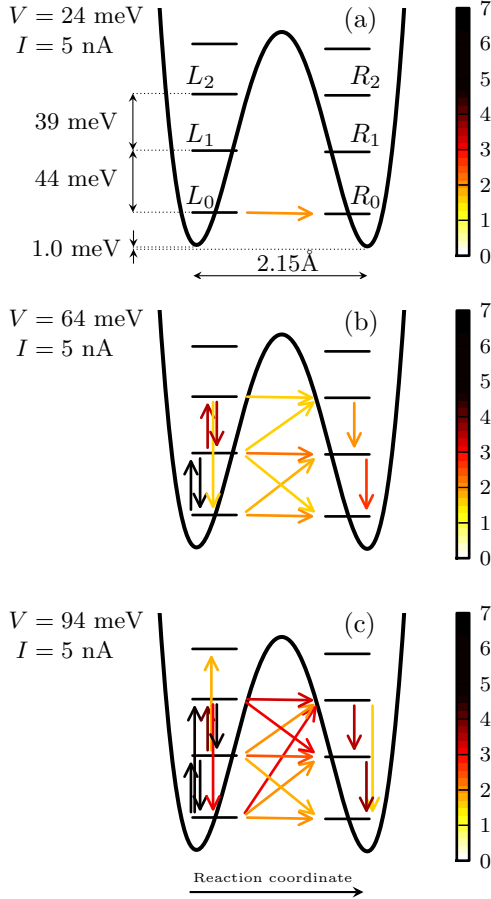 V = 24 meV
I = 5 nA
(a)
L₂
R₂
39 meV
L₁
R₁
44 meV
L₀
R₀
1.0 meV
2.15Å
7
6
5
4
3
2
1
0
V = 64 meV
I = 5 nA
(b)
7
6
5
4
3
2
1
0
V = 94 meV
I = 5 nA
(c)
7
6
5
4
3
2
1
0
Reaction coordinate